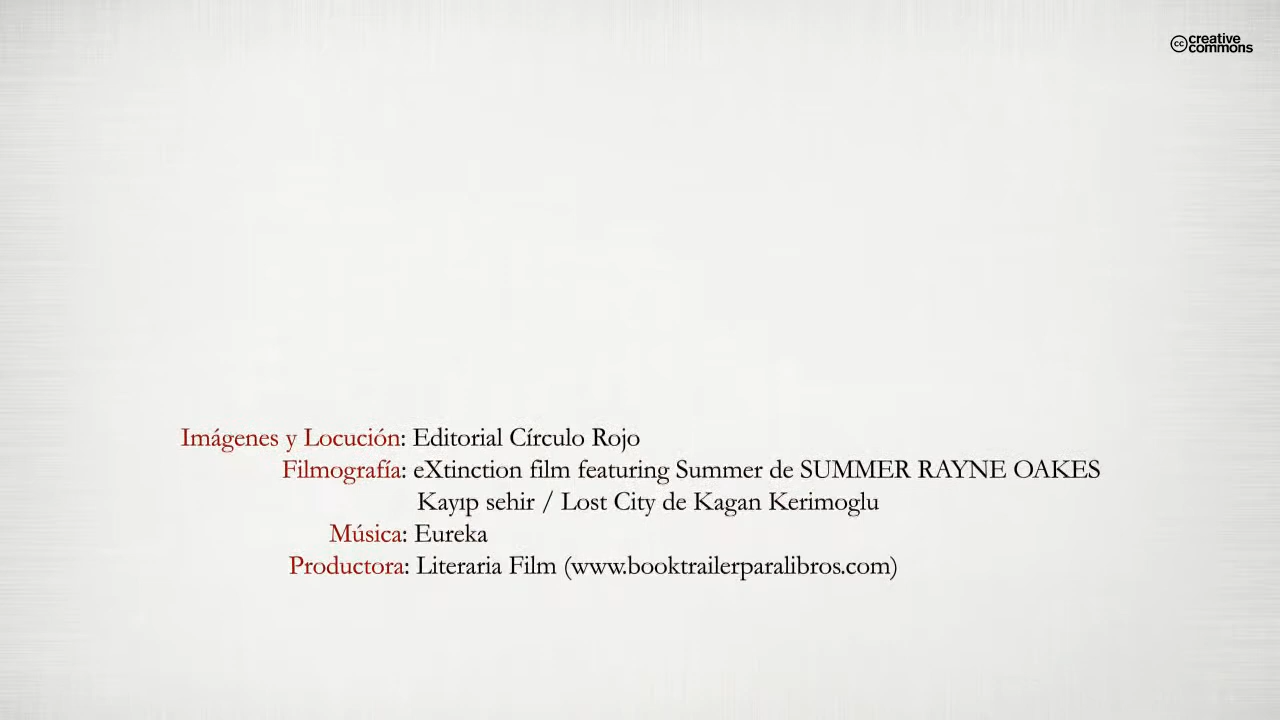 creative
commons
Imágenes y Locución: Editorial Círculo Rojo
Filmografía: eXtinction film featuring Summer de SUMMER RAYNE OAKES
Kayıp sehir / Lost City de Kagan Kerimoglu
Música: Eureka
Productora: Literaria Film (www.booktrailerparalibros.com)